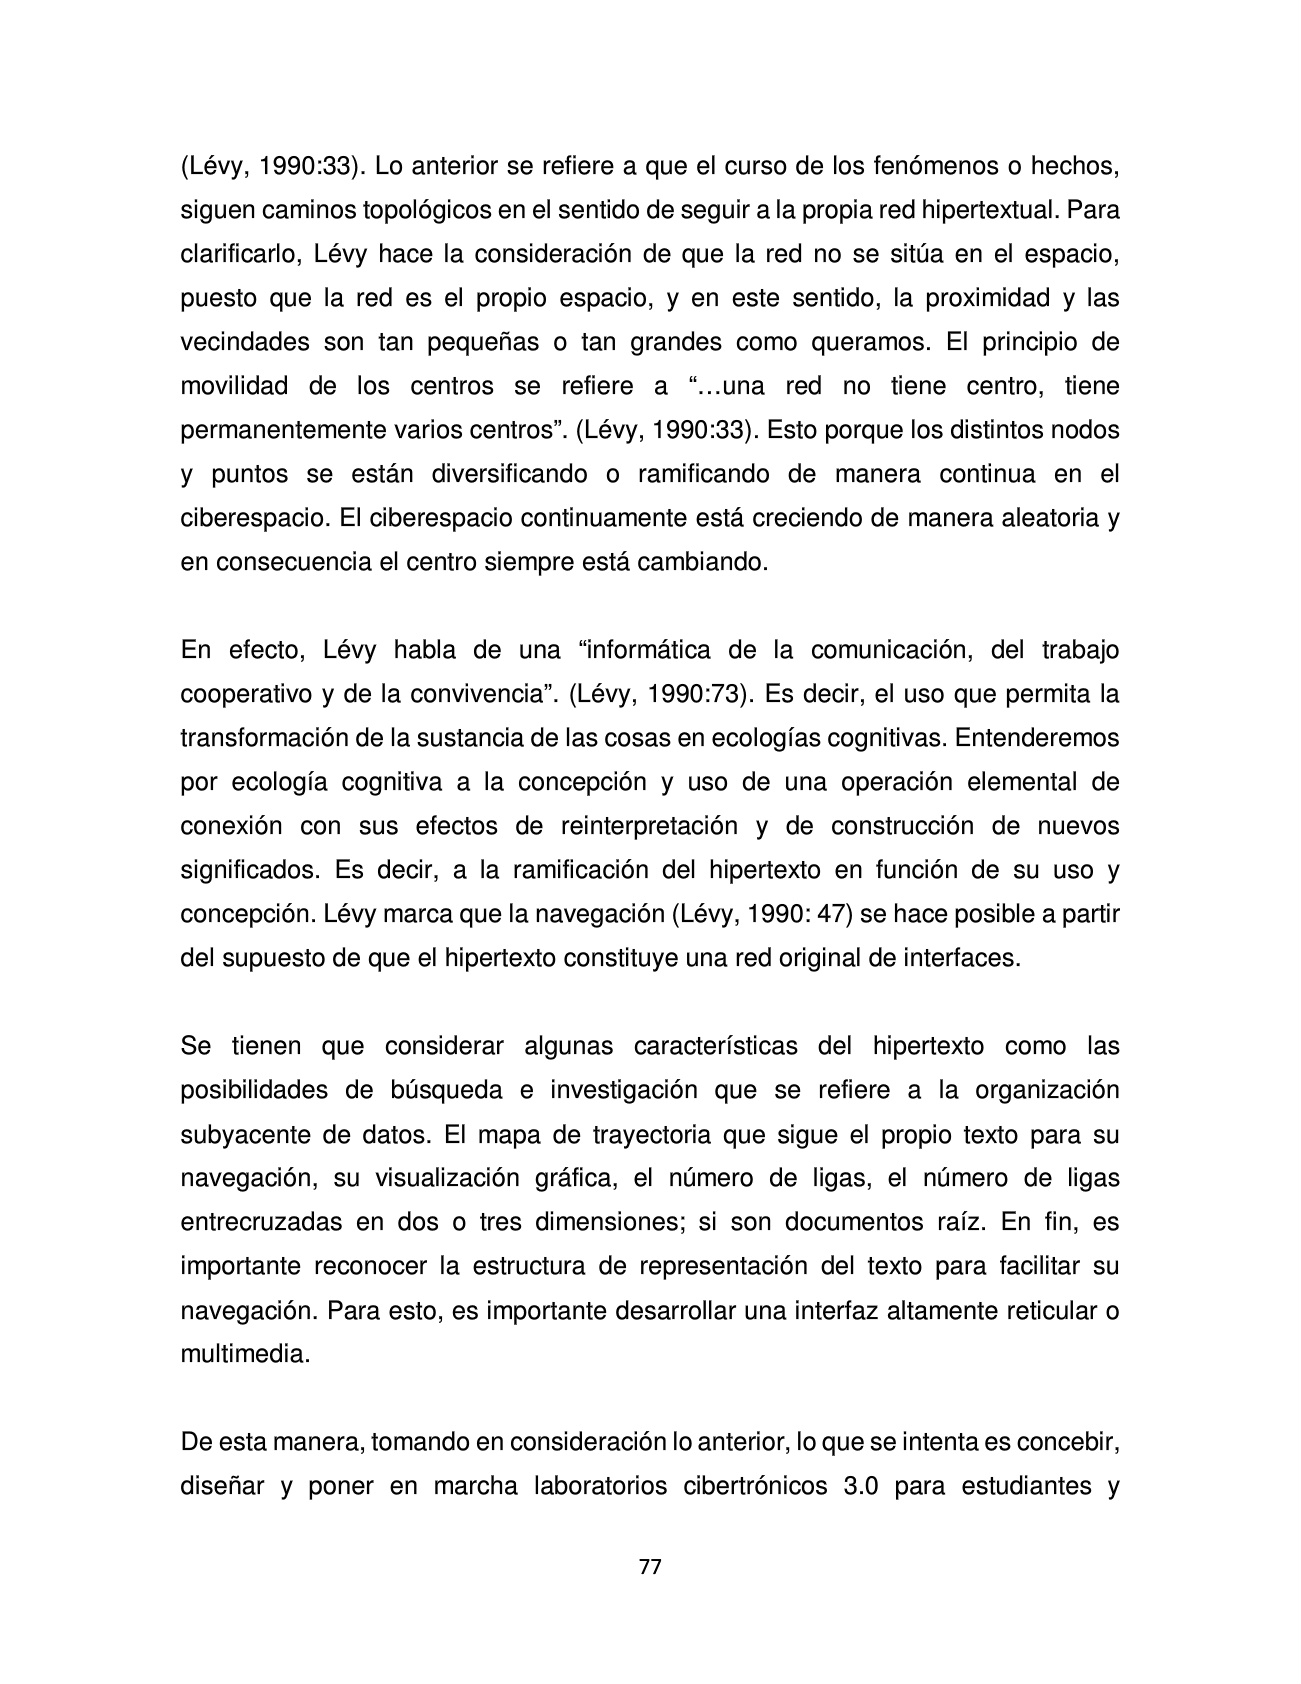 (Lévy, 1990:33). Lo anterior se refiere a que el curso de los fenómenos o hechos,
siguen caminos topológicos en el sentido de seguir a la propia red hipertextual. Para
clarificarlo, Lévy hace la consideración de que la red no se sitúa en el espacio,
puesto que la red es el propio espacio, y en este sentido, la proximidad y las
vecindades son tan pequeñas o tan grandes como queramos. El principio de
movilidad de los centros se refiere a “…una red no tiene centro, tiene
permanentemente varios centros”. (Lévy, 1990:33). Esto porque los distintos nodos
y puntos se están diversificando o ramificando de manera continua en el
ciberespacio. El ciberespacio continuamente está creciendo de manera aleatoria y
en consecuencia el centro siempre está cambiando.
En efecto, Lévy habla de una “informática de la comunicación, del trabajo
cooperativo y de la convivencia”. (Lévy, 1990:73). Es decir, el uso que permita la
transformación de la sustancia de las cosas en ecologías cognitivas. Entenderemos
por ecología cognitiva a la concepción y uso de una operación elemental de
conexión con sus efectos de reinterpretación y de construcción de nuevos
significados. Es decir, a la ramificación del hipertexto en función de su uso y
concepción. Lévy marca que la navegación (Lévy, 1990: 47) se hace posible a partir
del supuesto de que el hipertexto constituye una red original de interfaces.
Se tienen que considerar algunas características del hipertexto como las
posibilidades de búsqueda e investigación que se refiere a la organización
subyacente de datos. El mapa de trayectoria que sigue el propio texto para su
navegación, su visualización gráfica, el número de ligas, el número de ligas
entrecruzadas en dos o tres dimensiones; si son documentos raíz. En fin, es
importante reconocer la estructura de representación del texto para facilitar su
navegación. Para esto, es importante desarrollar una interfaz altamente reticular o
multimedia.
De esta manera, tomando en consideración lo anterior, lo que se intenta es concebir,
diseñar y poner en marcha laboratorios cibertrónicos 3.0 para estudiantes y
77